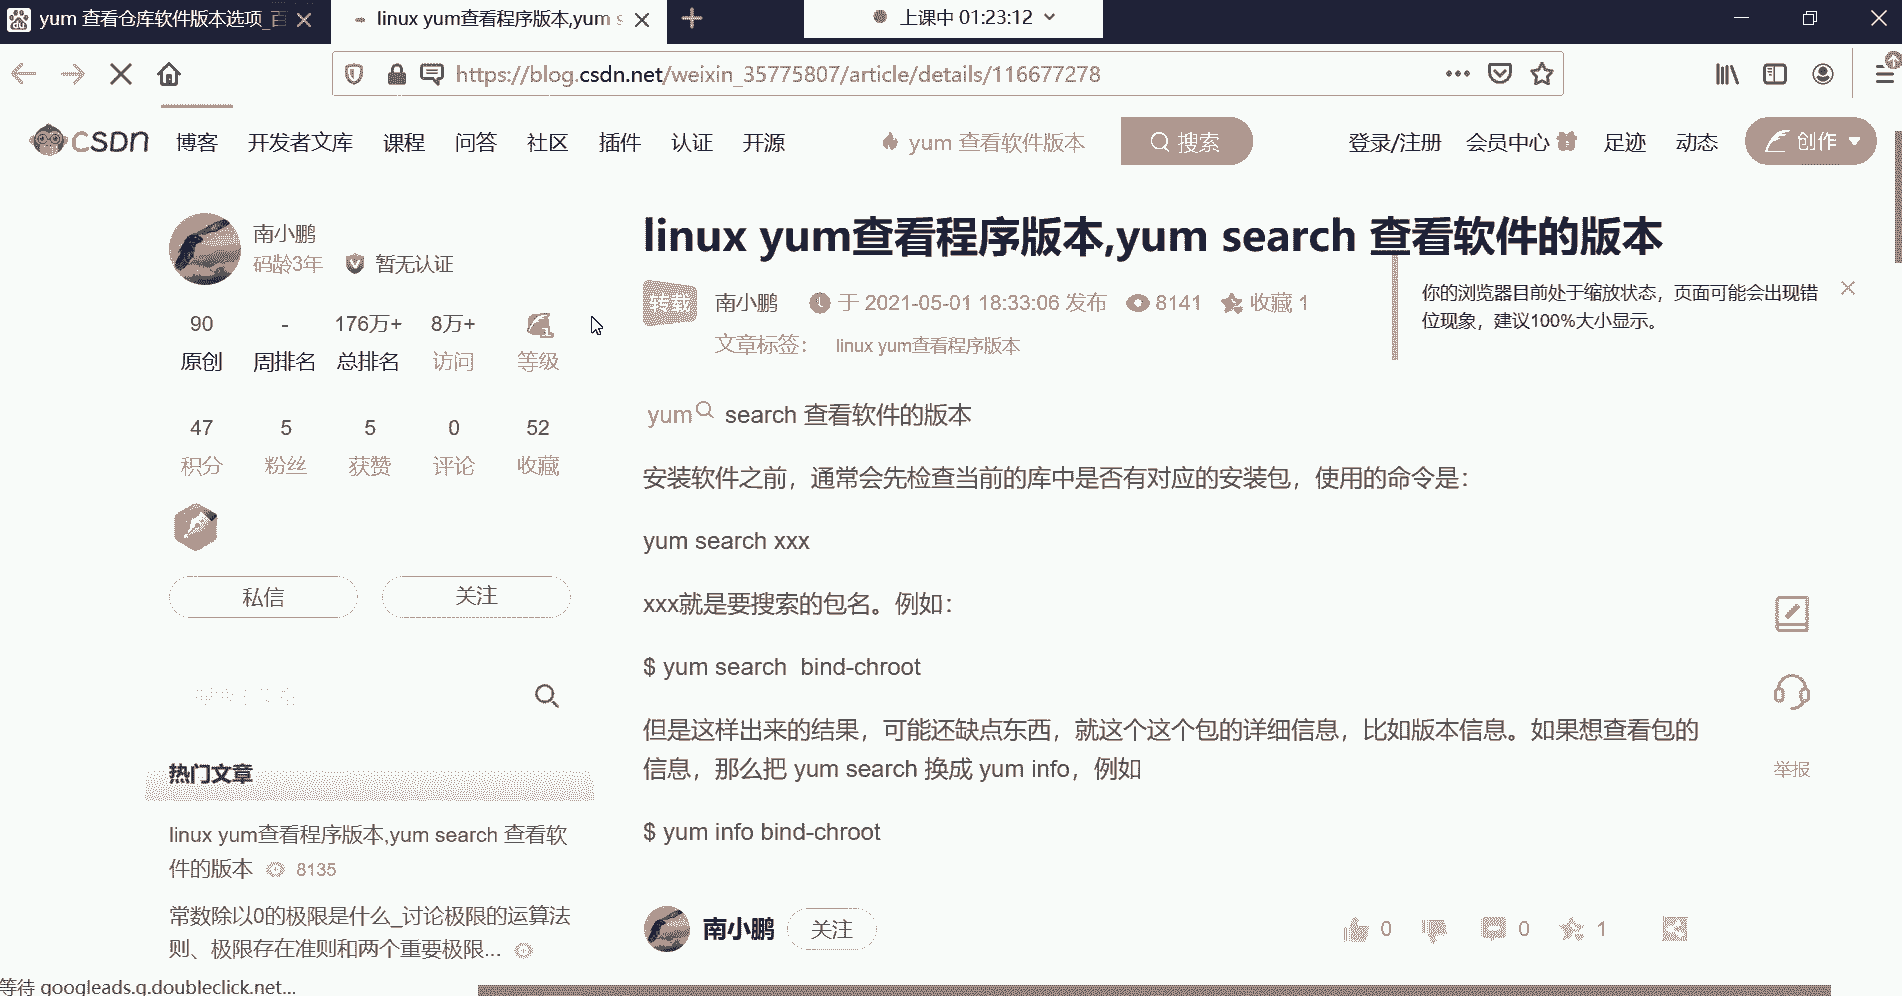 yum 查看仓库软件版本选项_百
linux yum查看程序版本,yum s
上课中 01:23:12
https://blog.csdn.net/weixin_35775807/article/details/116677278
CSDN 博客 开发者文库 课程 问答 社区 插件 认证 开源 yum 查看软件版本 搜索 登录/注册 会员中心 足迹 动态 创作
南小鹏
码龄3年 暂无认证
90 - 176万+ 8万+
原创 周排名 总排名 访问 等级
47 5 5 0 52
积分 粉丝 获赞 评论 收藏
私信 关注
热门文章
linux yum查看程序版本,yum search 查看软
件的版本 8135
常数除以0的极限是什么_讨论极限的运算法
则、极限存在准则和两个重要极限...
linux yum查看程序版本,yum search 查看软件的版本
转载 南小鹏 于 2021-05-01 18:33:06 发布 8141 收藏 1
文章标签： linux yum查看程序版本
你的浏览器目前处于缩放状态，页面可能会出现错
位现象，建议100%大小显示。
yum search 查看软件的版本
安装软件之前，通常会先检查当前的库中是否有对应的安装包，使用的命令是：
yum search xxx
xxx就是要搜索的包名。例如：
$ yum search bind-chroot
但是这样出来的结果，可能还缺点东西，就这个这个包的详细信息，比如版本信息。如果想查看包的
信息，那么把 yum search 换成 yum info，例如
$ yum info bind-chroot
举报
南小鹏 关注 0 0 1
等待 googleads.g.doubleclick.net...